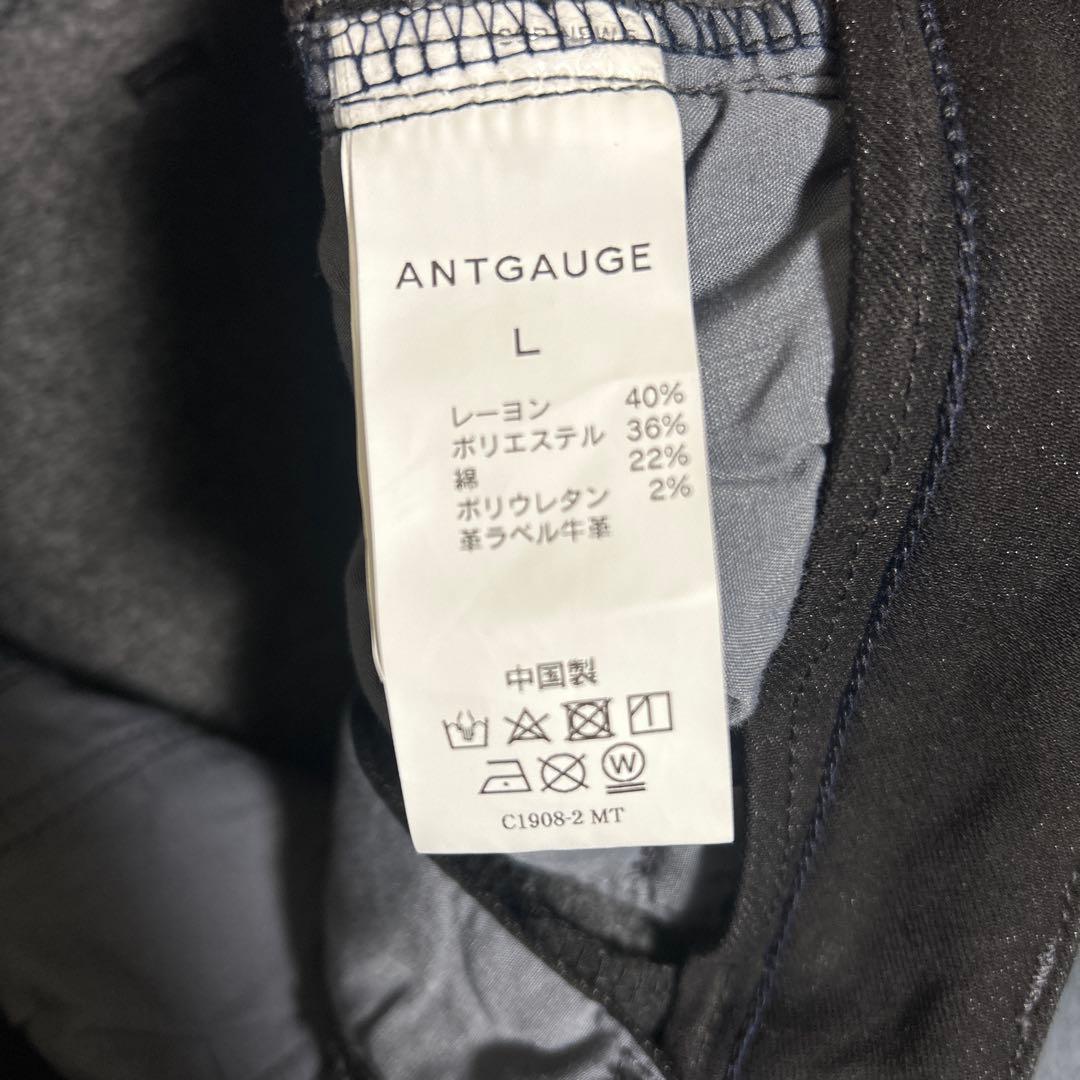 ANTGAUGE
L
レーヨン 40%
ポリエステル 36%
綿 22%
ポリウレタン 2%
革ラベル牛革
中国製
W
C1908-2 MT